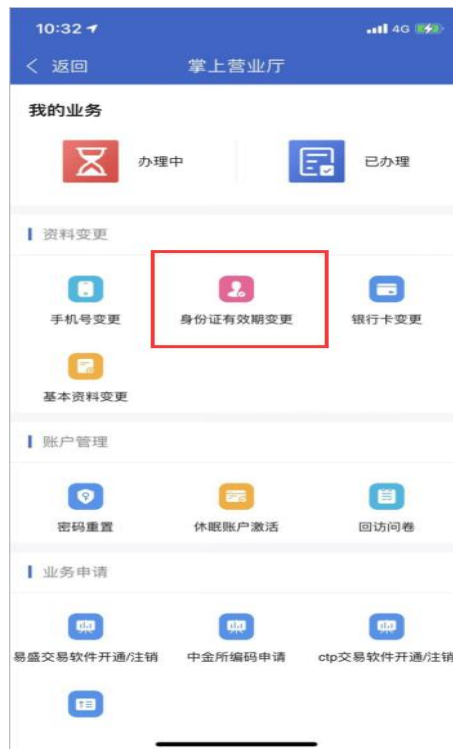 10:32 4G
返回 掌上营业厅
我的业务
办理中 已办理
资料变更
手机号变更 身份证有效期变更 银行卡变更
基本资料变更
账户管理
密码重置 休眠账户激活 回访问卷
业务申请
易盛交易软件开通/注销 中金所编码申请 ctp交易软件开通/注销